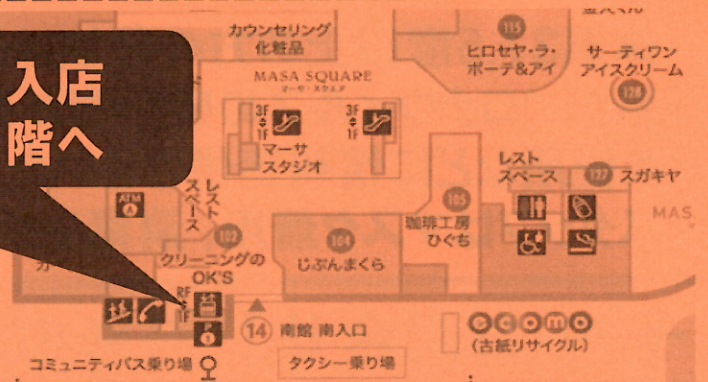 入店
階へ
カウンセリング
化粧品
115
ヒロセヤ・ラ・
ボーテ&アイ
サーティワン
アイスクリーム
128
MASA SQUARE
マーサ・スクエア
3F
1F
3F
1F
マーサ
スタジオ
レスト
スペース
127
スガキヤ
ATM
レスト
スペース
102
クリーニングの
OK'S
104
じぶんまくら
105
珈琲工房
ひぐち
MAS
カ
RF
1F
P
14
南館 南入口
ecomo
(古紙リサイクル)
コミュニティバス乗り場
タクシー乗り場